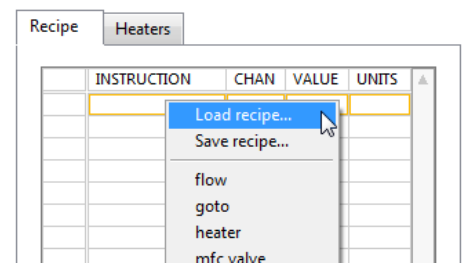 Recipe Heaters
INSTRUCTION CHAN VALUE UNITS
Load recipe...
Save recipe...
flow
goto
heater
mfc valve